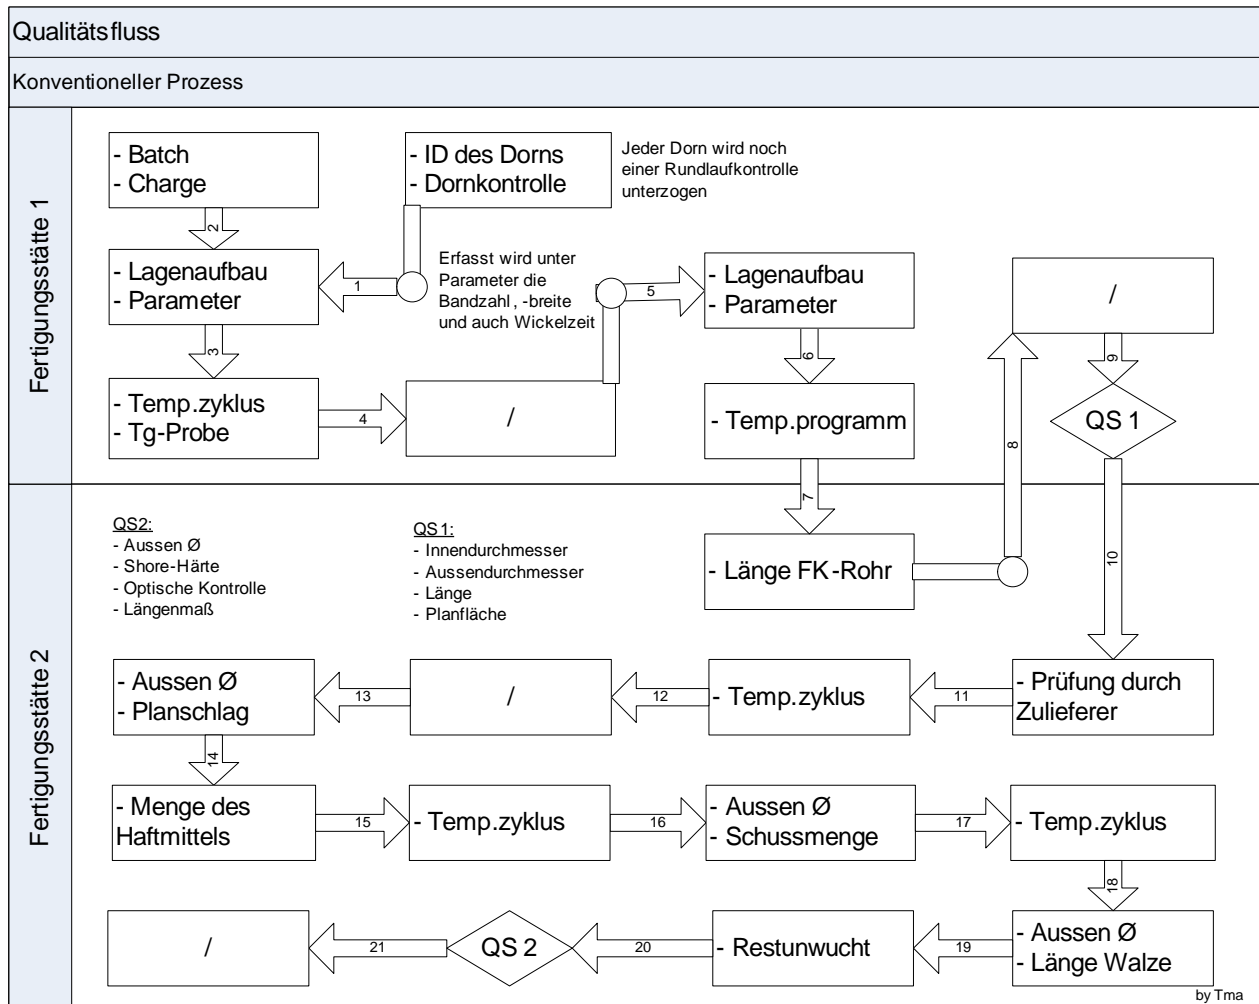 Qualitätsfluss
Konventioneller Prozess
Fertigungsstätte 1
- Batch
- Charge
- ID des Dorns
- Dornkontrolle
Jeder Dorn wird noch
einer Rundlaufkontrolle
unterzogen
2
- Lagenaufbau
- Parameter
1
Erfasst wird unter
Parameter die
Bandzahl, -breite
und auch Wickelzeit
5
- Lagenaufbau
- Parameter
/
3
6
9
- Temp.zyklus
- Tg-Probe
4
/
- Temp.programm
8
QS 1
7
Fertigungsstätte 2
QS2:
- Aussen Ø
- Shore-Härte
- Optische Kontrolle
- Längenmaß
QS1:
- Innendurchmesser
- Aussendurchmesser
- Länge
- Planfläche
- Länge FK-Rohr
10
- Aussen Ø
- Planschlag
13
/
12
- Temp.zyklus
11
- Prüfung durch
Zulieferer
14
- Menge des
Haftmittels
15
- Temp.zyklus
16
- Aussen Ø
- Schussmenge
17
- Temp.zyklus
18
/
21
QS 2
20
- Restunwucht
19
- Aussen Ø
- Länge Walze
by Tma